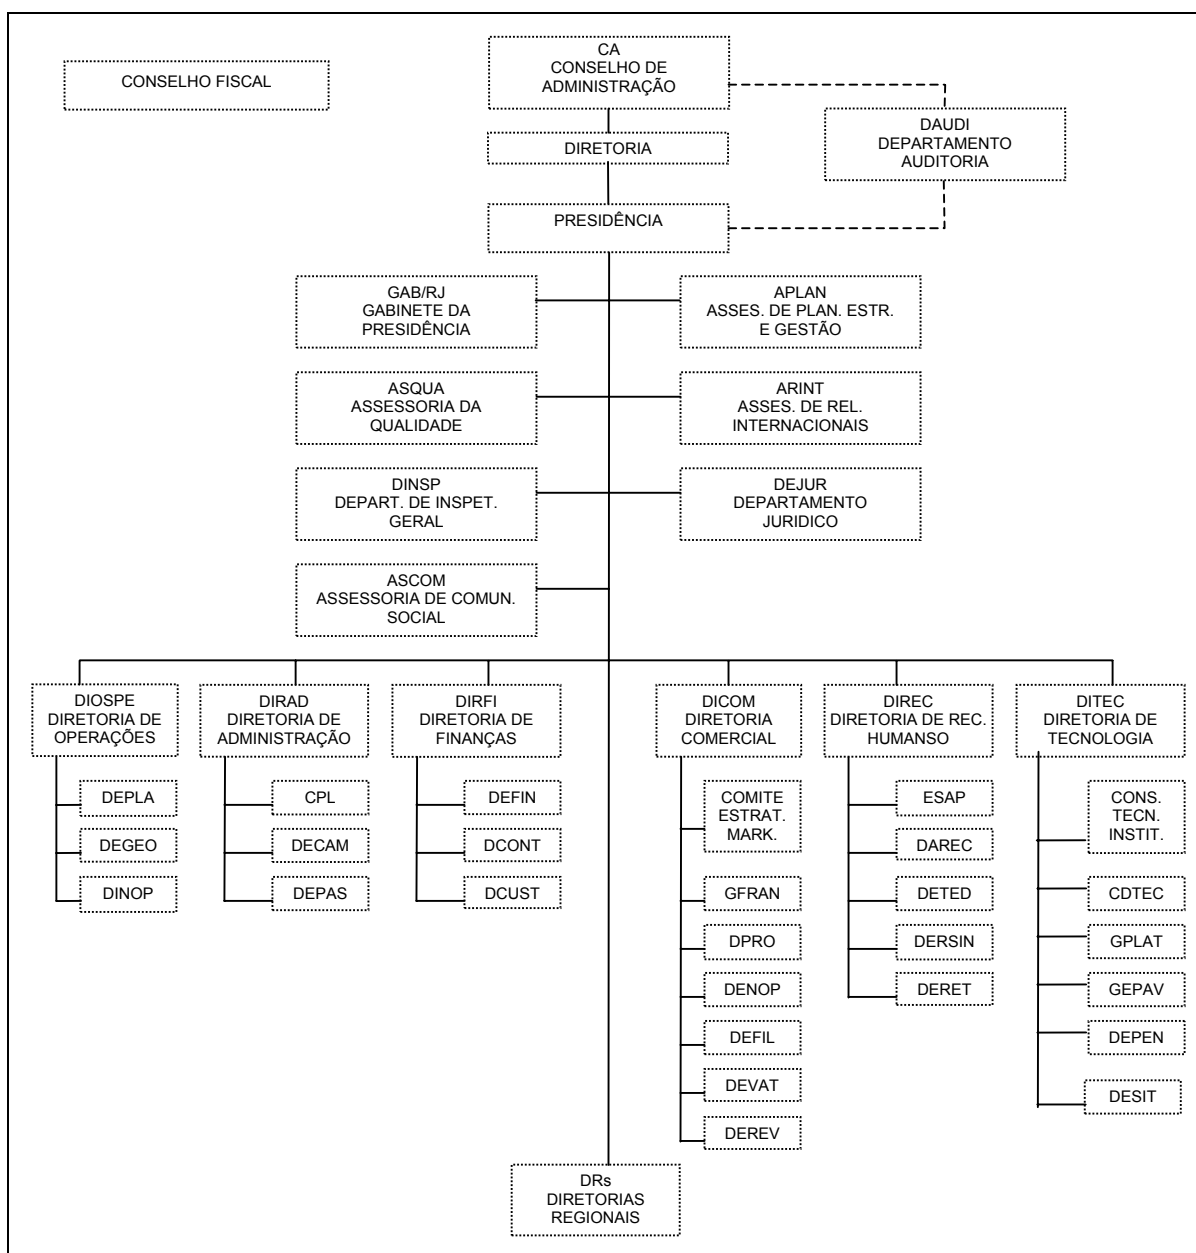 CONSELHO FISCAL
CA
CONSELHO DE
ADMINISTRAÇÃO
DAUDI
DEPARTAMENTO
AUDITORIA
DIRETORIA
PRESIDÊNCIA
GAB/RJ
GABINETE DA
PRESIDÊNCIA
APLAN
ASSES. DE PLAN. ESTR.
E GESTÃO
ASQUA
ASSESSORIA DA
QUALIDADE
ARINT
ASSES. DE REL.
INTERNACIONAIS
DINSP
DEPART. DE INSPET.
GERAL
DEJUR
DEPARTAMENTO
JURIDICO
ASCOM
ASSESSORIA DE COMUN.
SOCIAL
DIOSPE
DIRETORIA DE
OPERAÇÕES
DEPLA
DEGEO
DINOP
DIRAD
DIRETORIA DE
ADMINISTRAÇÃO
CPL
DECAM
DEPAS
DIRFI
DIRETORIA DE
FINANÇAS
DEFIN
DCONT
DCUST
DICOM
DIRETORIA
COMERCIAL
COMITE
ESTRAT.
MARK.
GFRAN
DPRO
DENOP
DEFIL
DEVAT
DEREV
DIREC
DIRETORIA DE REC.
HUMANSO
ESAP
DAREC
DETED
DERSIN
DERET
DITEC
DIRETORIA DE
TECNOLOGIA
CONS.
TECN.
INSTIT.
CDTEC
GPLAT
GEPAV
DEPEN
DESIT
DRs
DIRETORIAS
REGIONAIS